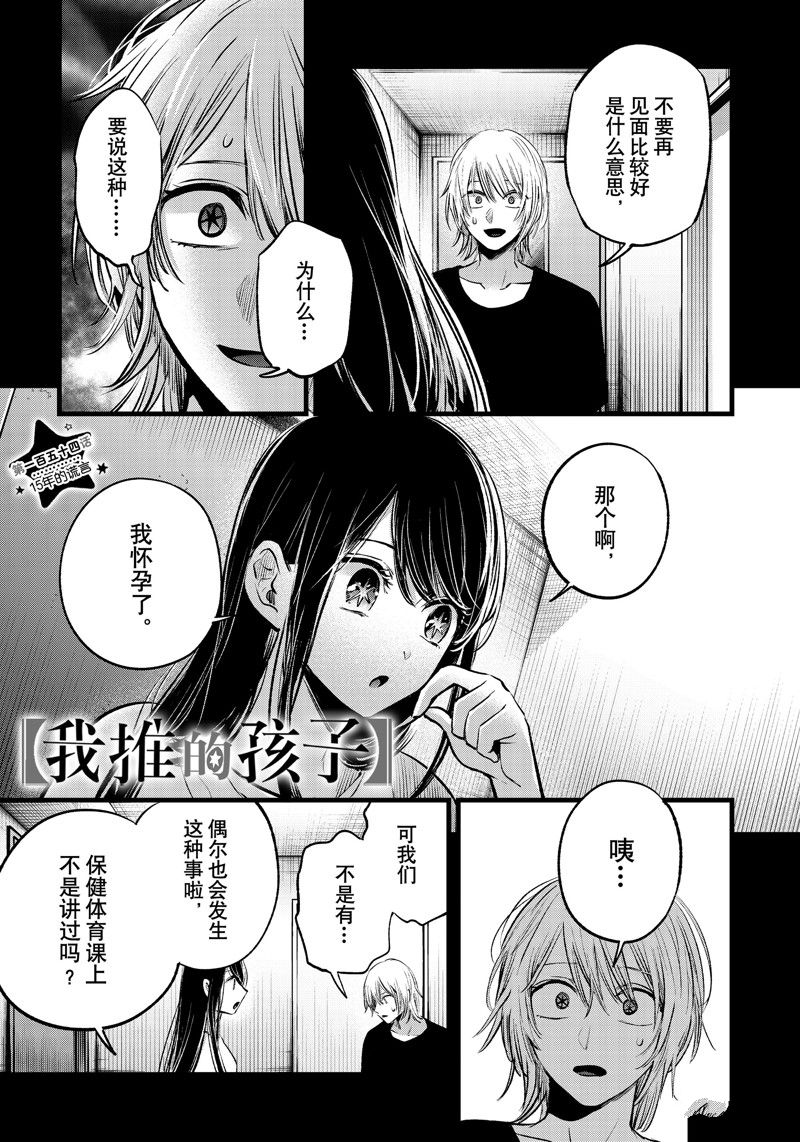 不要再
见面比较好
是什么意思，
为什么…
要说这种……
第一百五十四话
15年的谎言
那个啊，
我怀孕了。
【我推的孩子】
咦…
可我们
不是有…
偶尔也会发生
这种事啦，
保健体育课上
不是讲过吗？